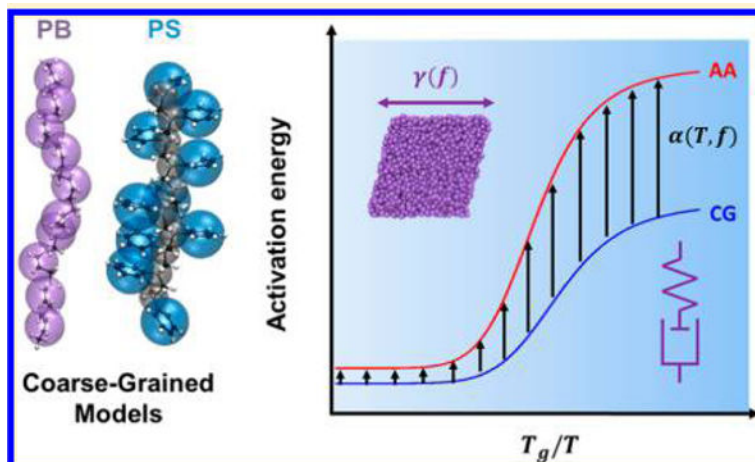 PB
PS
Coarse-Grained
Models
Activation energy
γ(f)
AA
α(T,f)
CG
T_g/T